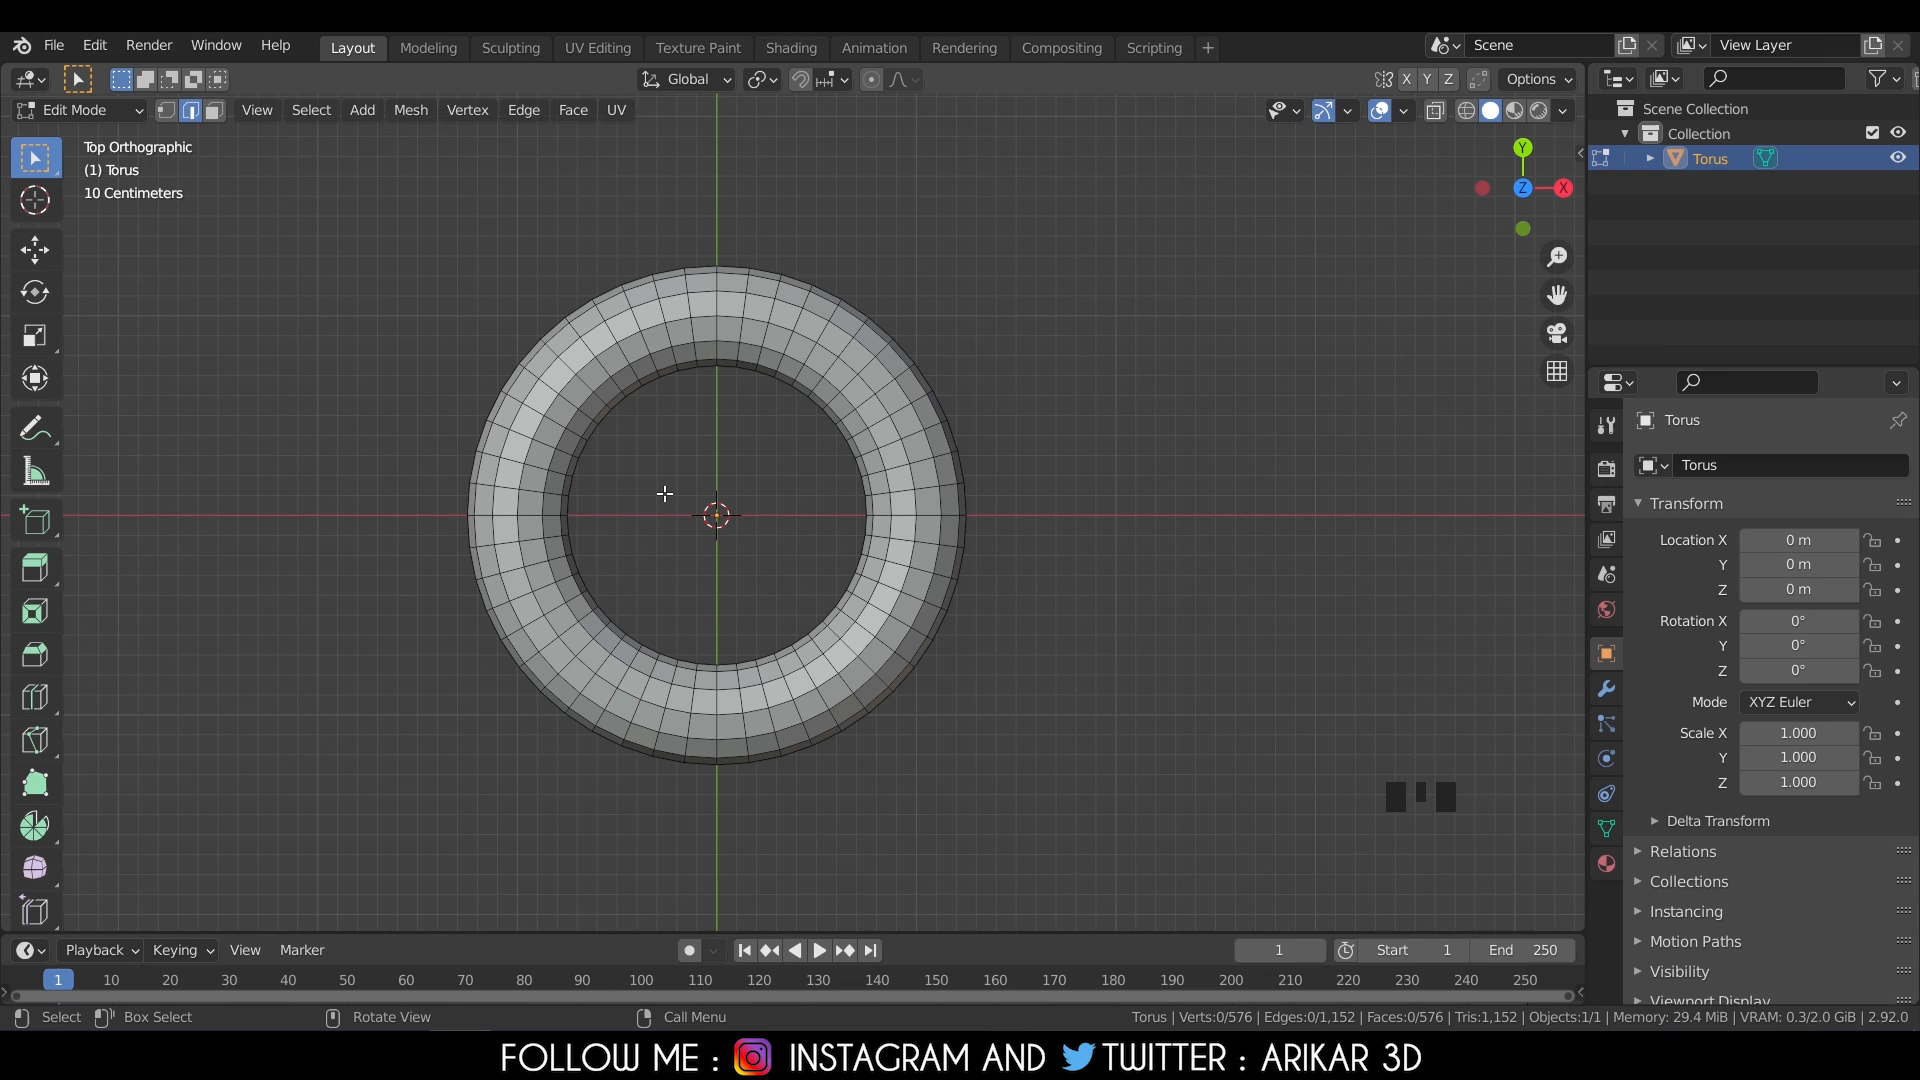 File Edit Render Window Help Layout Modeling Sculpting UV Editing Texture Paint Shading Animation Rendering Compositing Scripting + Scene View Layer
Global X Y Z Options
Edit Mode View Select Add Mesh Vertex Edge Face UV
Scene Collection
Collection
Torus
Top Orthographic
(1) Torus
10 Centimeters
Y
Z X
Torus
Torus
Transform
Location X 0 m
Y 0 m
Z 0 m
Rotation X 0°
Y 0°
Z 0°
Mode XYZ Euler
Scale X 1.000
Y 1.000
Z 1.000
Delta Transform
Relations
Collections
Instancing
Motion Paths
Visibility
Viewport Display
Playback Keying View Marker 1 Start 1 End 250
1 10 20 30 40 50 60 70 80 90 100 110 120 130 140 150 160 170 180 190 200 210 220 230 240 250
Select Box Select Rotate View Call Menu Torus | Verts:0/576 | Edges:0/1,152 | Faces:0/576 | Tris:1,152 | Objects:1/1 | Memory: 29.4 MiB | VRAM: 0.3/2.0 GiB | 2.92.0
FOLLOW ME : INSTAGRAM AND TWITTER : ARIKAR 3D